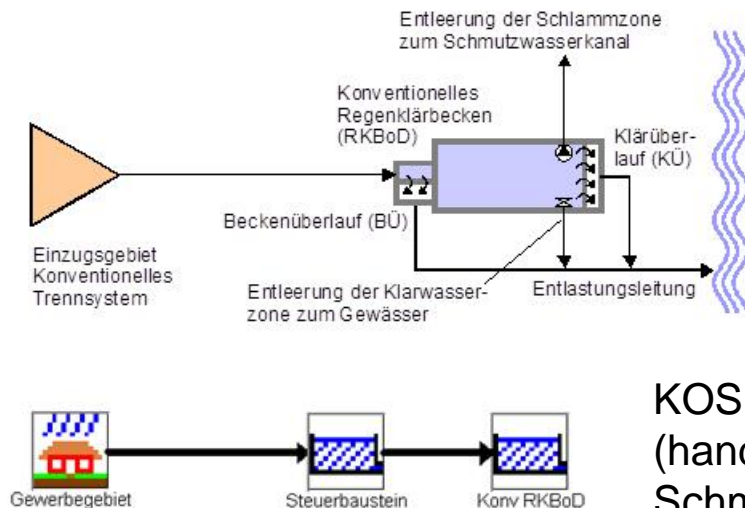 Entleerung der Schlammzone
zum Schmutzwasserkanal
Konventionelles
Regenklärbecken
(RKBoD)
Klärüber-
lauf (KÜ)
Beckenüberlauf (BÜ)
Einzugsgebiet
Konventionelles
Trennsystem
Entleerung der Klarwasser-
zone zum Gewässer
Entlastungsleitung
KOS
(hand
Schm
Gewerbegebiet
Steuerbaustein
Konv RKBoD